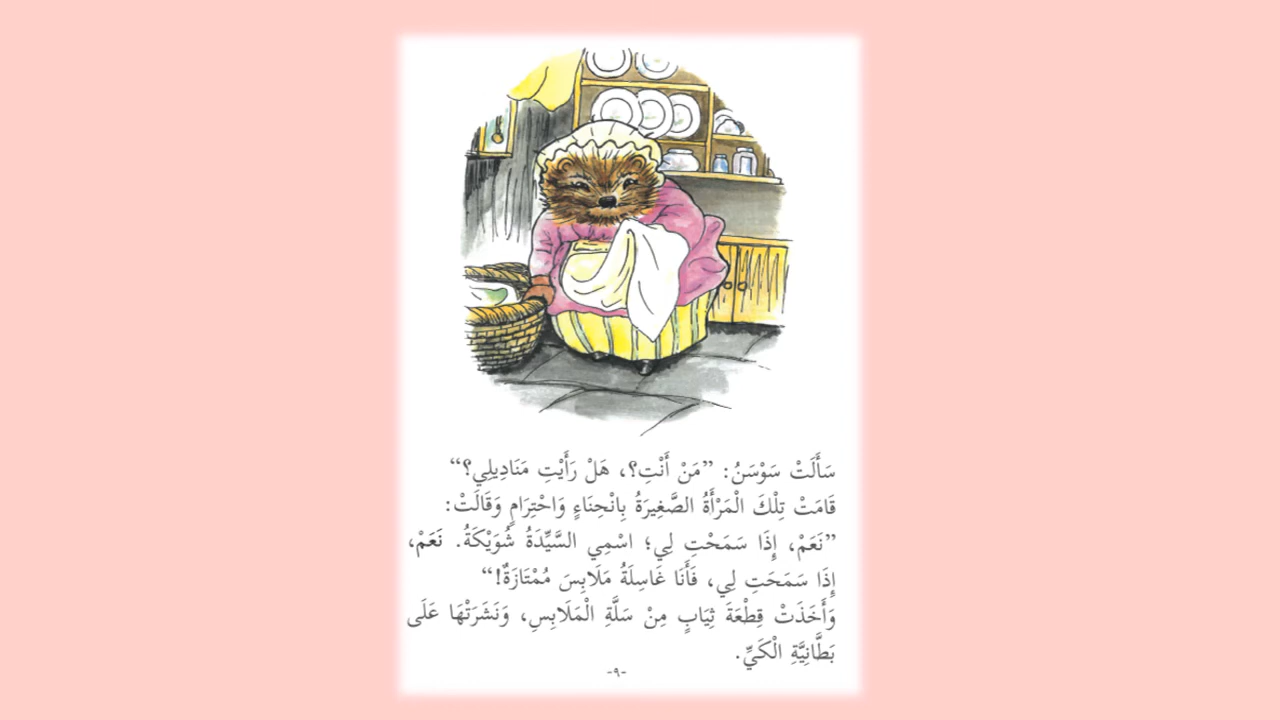 سَأَلَتْ سَوْسَنُ: ”مَنْ أَنْتِ؟، هَلْ رَأَيْتِ مَنَادِيلِي؟“
قَامَتْ تِلْكَ الْمَرْأَةُ الصَّغِيرَةُ بِانْحِنَاءٍ وَاحْتِرَامٍ وَقَالَتْ:
”نَعَمْ، إِذَا سَمَحْتِ لِي؛ اسْمِي السَّيِّدَةُ شُوَيْكَةُ. نَعَمْ،
إِذَا سَمَحَتِ لِي، فَأَنَا غَاسِلَةُ مَلَابِسَ مُمْتَازَةٌ!“
وَأَخَذَتْ قِطْعَةَ ثِيَابٍ مِنْ سَلَّةِ الْمَلَابِسِ، وَنَشَرَتْهَا عَلَى
بَطَّانِيَّةِ الْكَيِّ.
-٩-